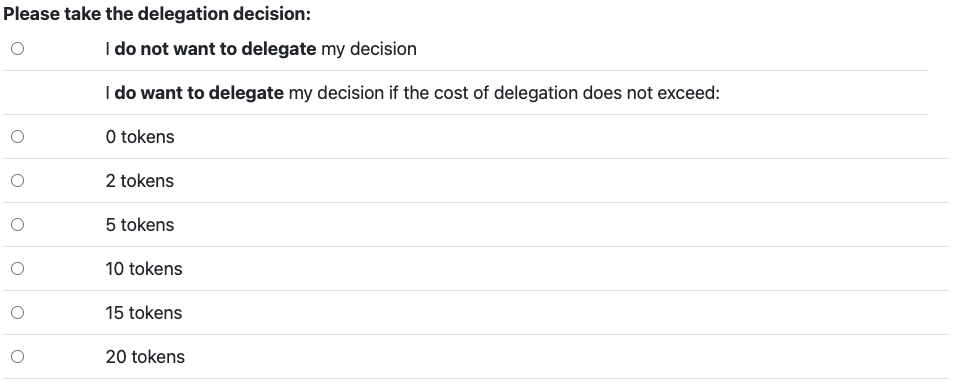 Please take the delegation decision:
I do not want to delegate my decision
I do want to delegate my decision if the cost of delegation does not exceed:
0 tokens
2 tokens
5 tokens
10 tokens
15 tokens
20 tokens